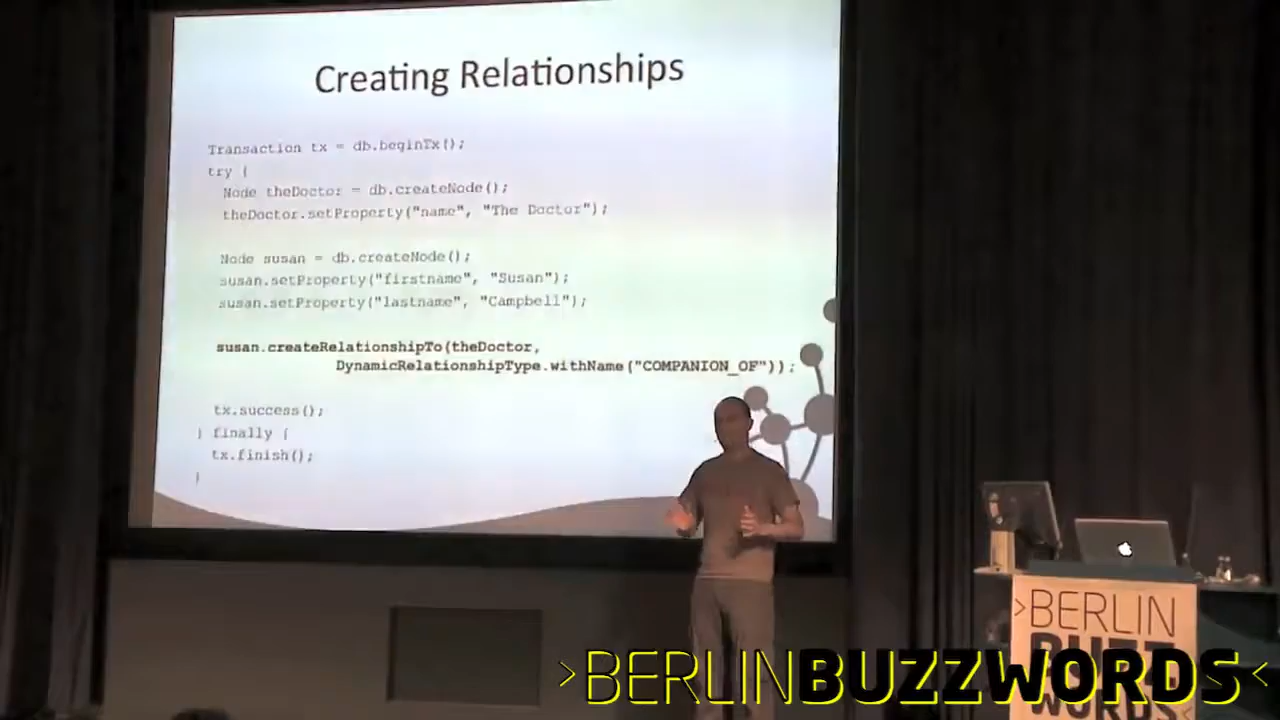 Creating Relationships
Transaction tx = db.beginTx();
try {
Node theDoctor = db.createNode();
theDoctor.setProperty("name", "The Doctor");
Node susan = db.createNode();
susan.setProperty("firstname", "Susan");
susan.setProperty("lastname", "Campbell");
susan.createRelationshipTo(theDoctor,
DynamicRelationshipType.withName("COMPANION_OF"));
tx.success();
} finally {
tx.finish();
}
>BERLIN
BUZZ
WORDS<
>BERLINBUZZWORDS<